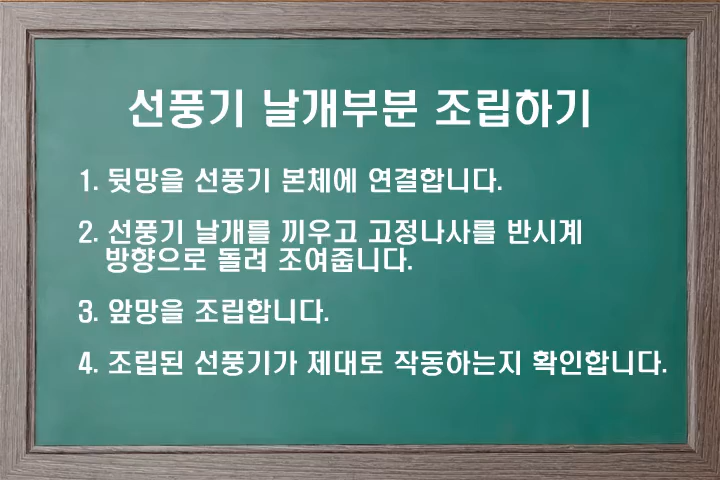 선풍기 날개부분 조립하기
1. 뒷망을 선풍기 본체에 연결합니다.
2. 선풍기 날개를 끼우고 고정나사를 반시계
방향으로 돌려 조여줍니다.
3. 앞망을 조립합니다.
4. 조립된 선풍기가 제대로 작동하는지 확인합니다.